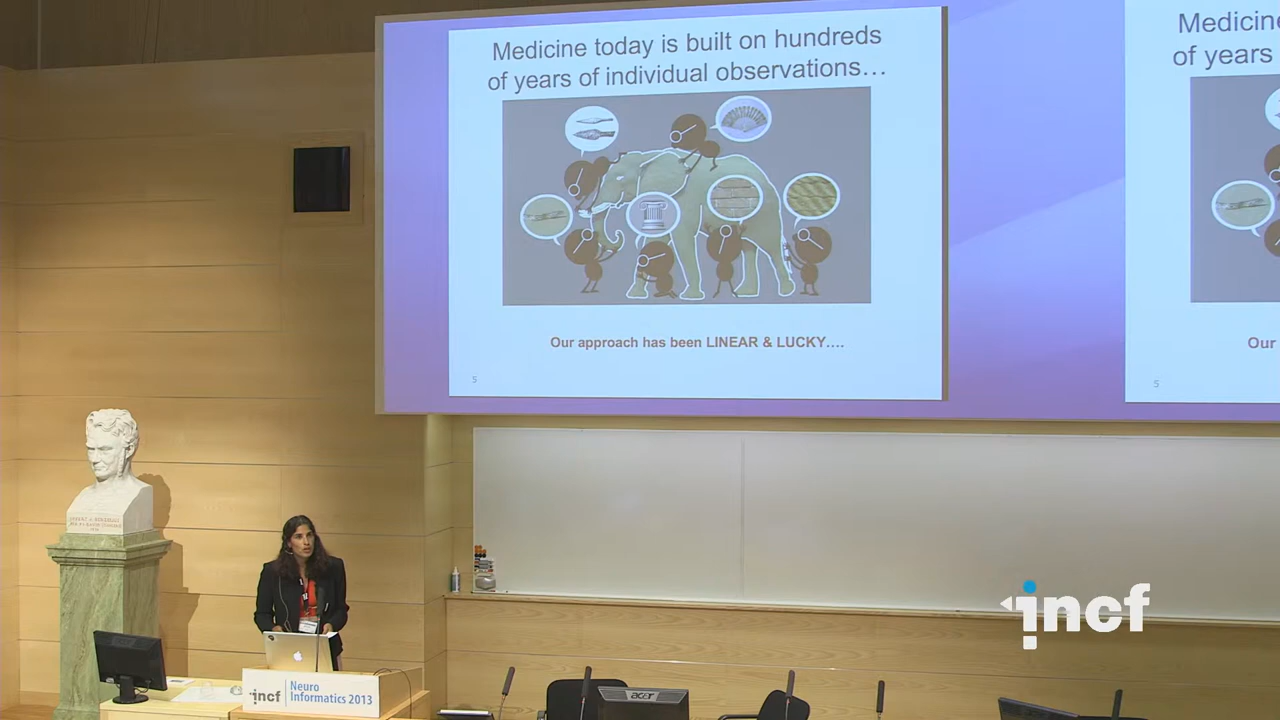 Medicine today is built on hundreds
of years of individual observations…
Our approach has been LINEAR & LUCKY….
5
Medicine
of years
Our
5
incf
Neuro
Informatics 2013
acer
incf